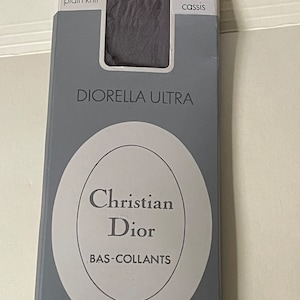 plain knit
cassis
DIORELLA ULTRA
Christian
Dior
BAS-COLLANTS